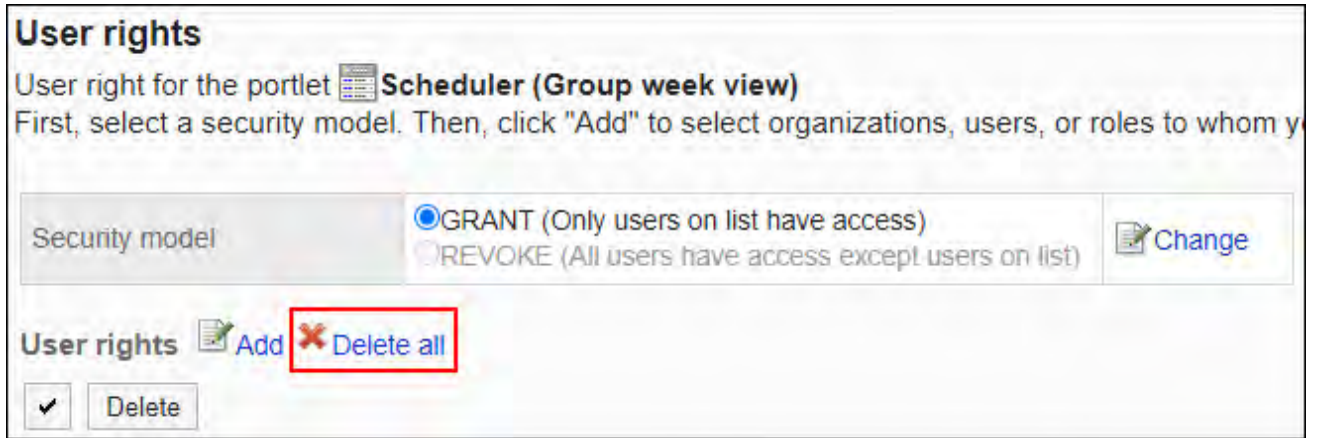 User rights
User right for the portlet Scheduler (Group week view)
First, select a security model. Then, click "Add" to select organizations, users, or roles to whom
Security model
GRANT (Only users on list have access)
REVOKE (All users have access except users on list)
Change
User rights Add Delete all
Delete